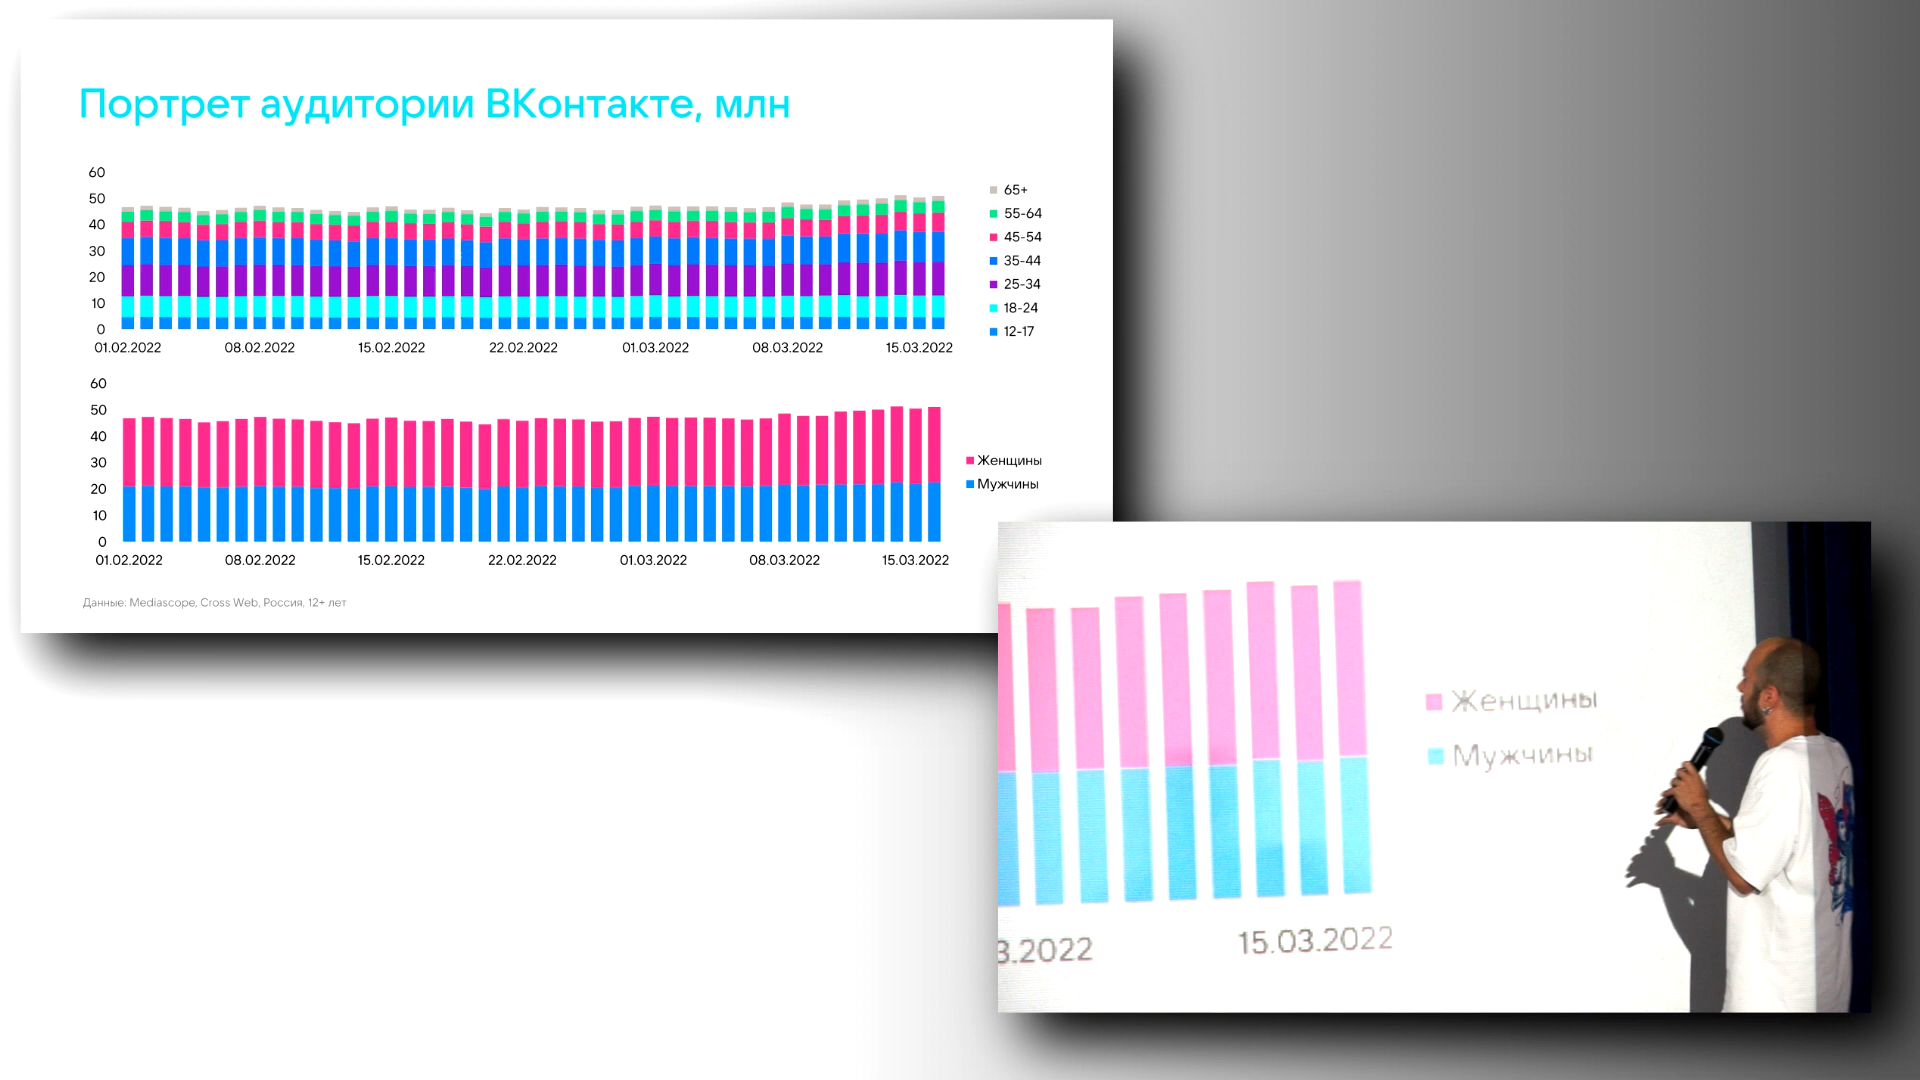 Портрет аудитории ВКонтакте, млн
60
50
40
30
20
10
0
01.02.2022 08.02.2022 15.02.2022 22.02.2022 01.03.2022 08.03.2022 15.03.2022
65+
55-64
45-54
35-44
25-34
18-24
12-17
60
50
40
30
20
10
0
01.02.2022 08.02.2022 15.02.2022 22.02.2022 01.03.2022 08.03.2022 15.03.2022
Женщины
Мужчины
Данные: Mediascope, Cross Web, Россия, 12+ лет
Женщины
Мужчины
3.2022 15.03.2022